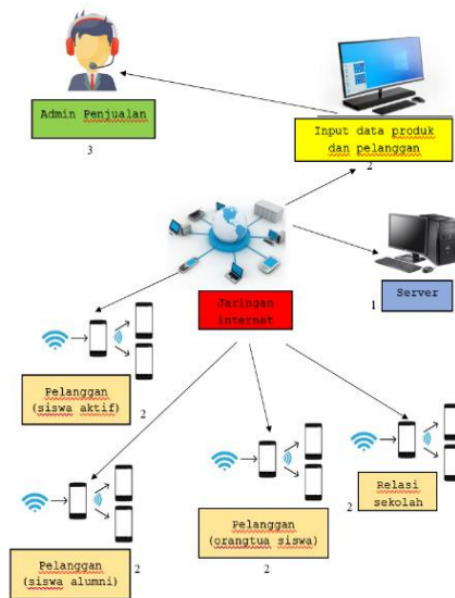 Admin Penjualan
3
Input data produk
dan pelanggan
2
Server
1
Jaringan
internet
Pelanggan
(siswa aktif)
2
Pelanggan
(siswa alumni)
2
Pelanggan
(orangtua siswa)
2
Relasi
sekolah
2